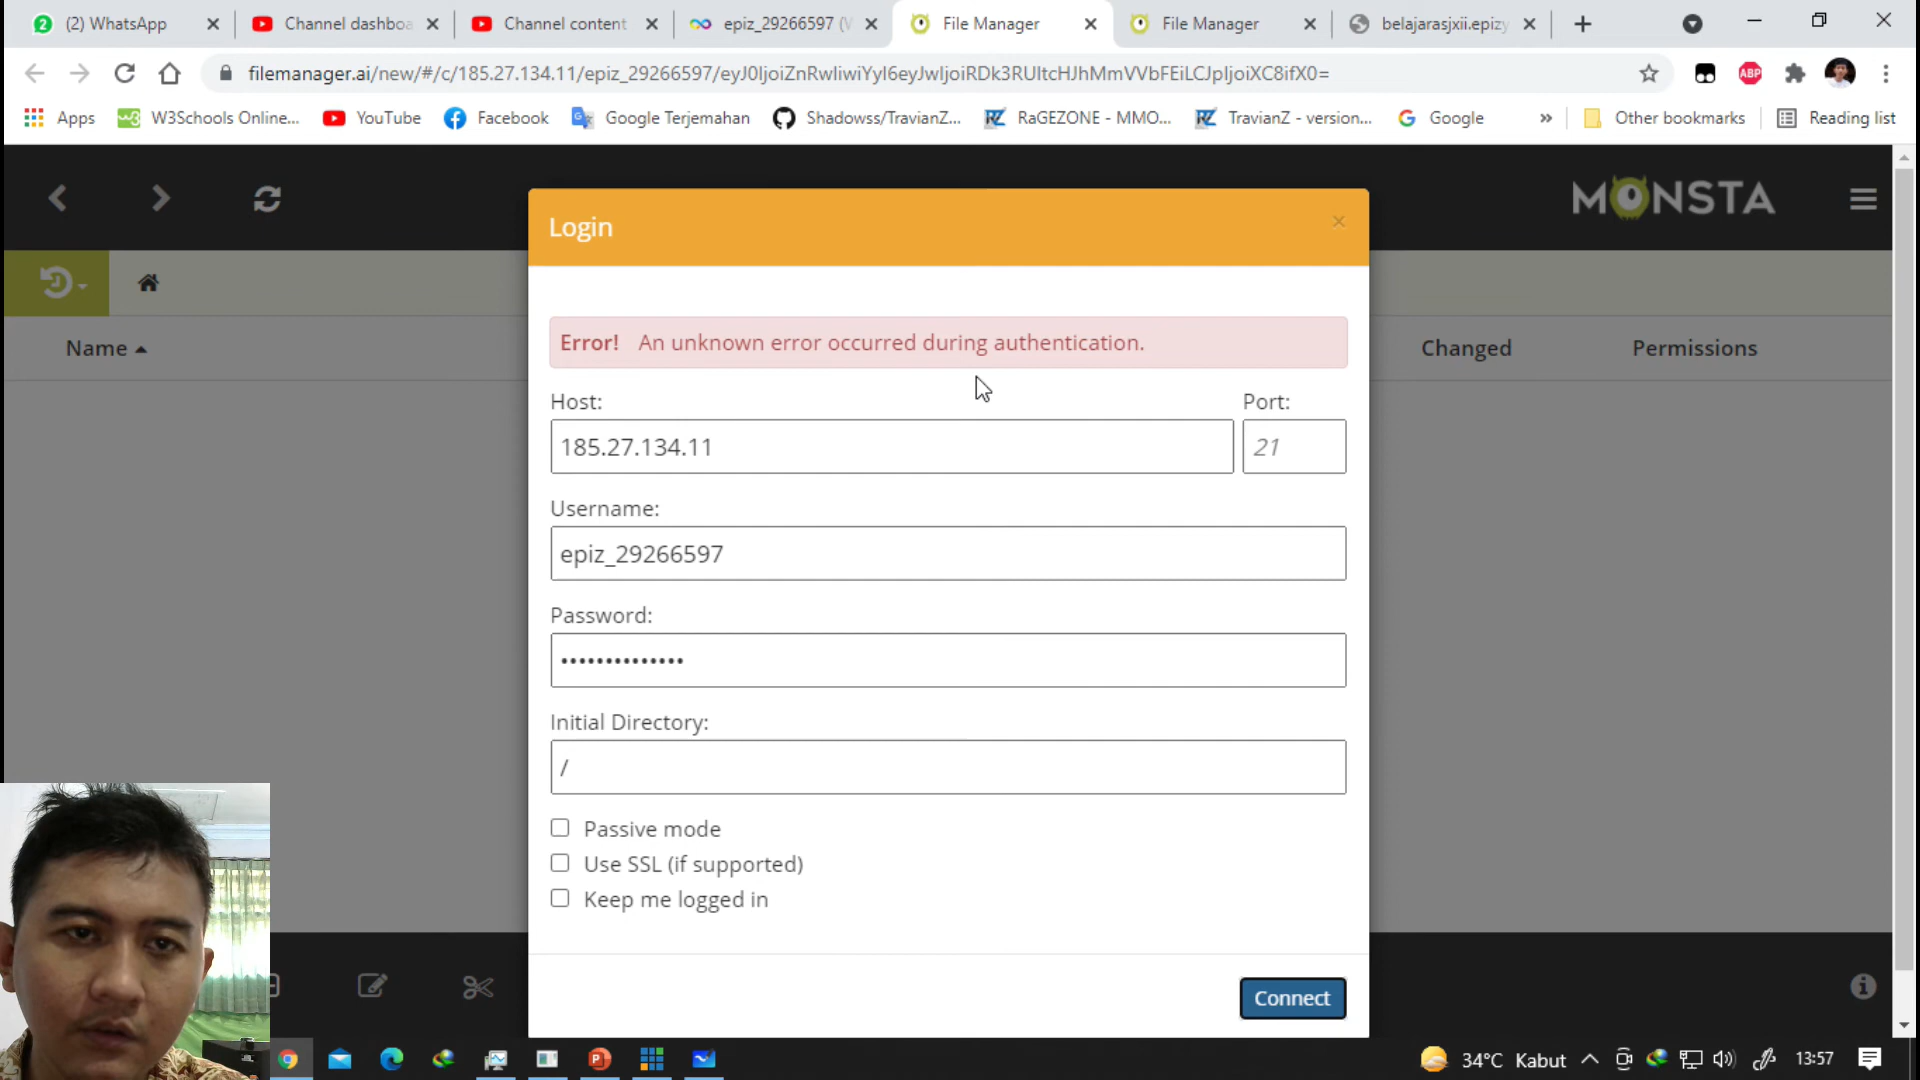 (2) WhatsApp
Channel dashboa
Channel content
epiz_29266597 (V
File Manager
File Manager
belajarasjxii.epizy
filemanager.ai/new/#/c/185.27.134.11/epiz_29266597/eyJ0IjoiZnRwIiwiYyI6eyJwIjoiRDk3RUltcHJhMmVVbFEiLCJpIjoiXC8ifX0=
ABP
Apps
W3Schools Online...
YouTube
Facebook
Google Terjemahan
Shadowss/TravianZ...
RaGEZONE - MMO...
TravianZ - version...
Google
»
Other bookmarks
Reading list
MONSTA
Login
Name
Changed
Permissions
Error! An unknown error occurred during authentication.
Host:
Port:
185.27.134.11
21
Username:
epiz_29266597
Password:
••••••••••••••
Initial Directory:
/
Passive mode
Use SSL (if supported)
Keep me logged in
Connect
34°C Kabut
13:57